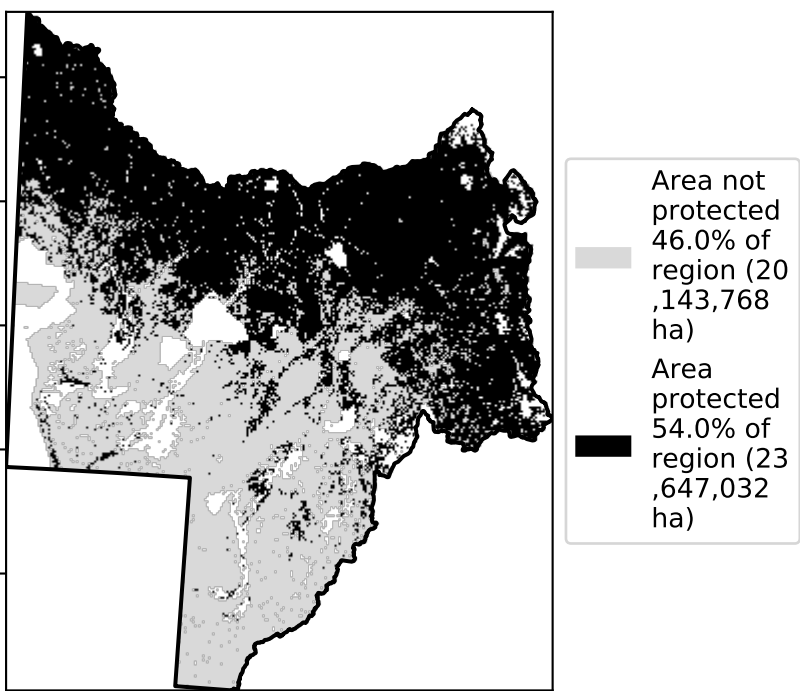 Area not
protected
46.0% of
region (20
,143,768
ha)
Area
protected
54.0% of
region (23
,647,032
ha)